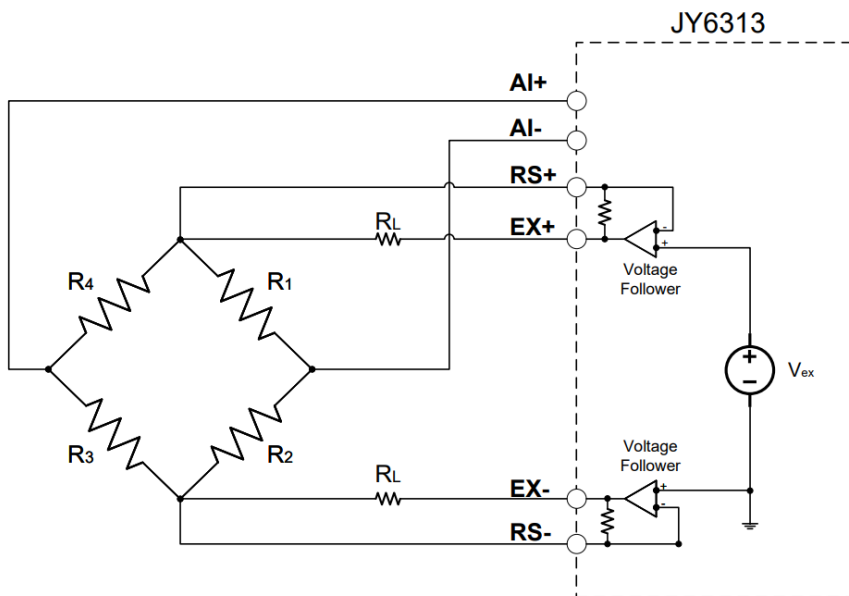 JY6313
AI+
AI-
RS+
RL
EX+
-
+
Voltage
Follower
R4
R1
+
−
Vex
R3
R2
Voltage
Follower
RL
EX-
+
-
RS-